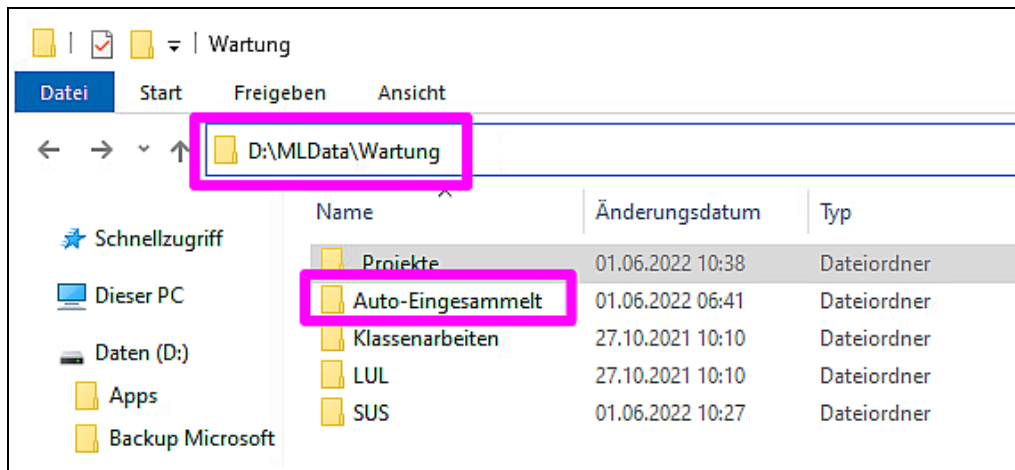 Wartung
Datei Start Freigeben Ansicht
D:\MLData\Wartung
Name Änderungsdatum Typ
Schnellzugriff
Dieser PC
Daten (D:)
Apps
Backup Microsoft
_Projekte 01.06.2022 10:38 Dateiordner
Auto-Eingesammelt 01.06.2022 06:41 Dateiordner
Klassenarbeiten 27.10.2021 10:10 Dateiordner
LUL 27.10.2021 10:10 Dateiordner
SUS 01.06.2022 10:27 Dateiordner